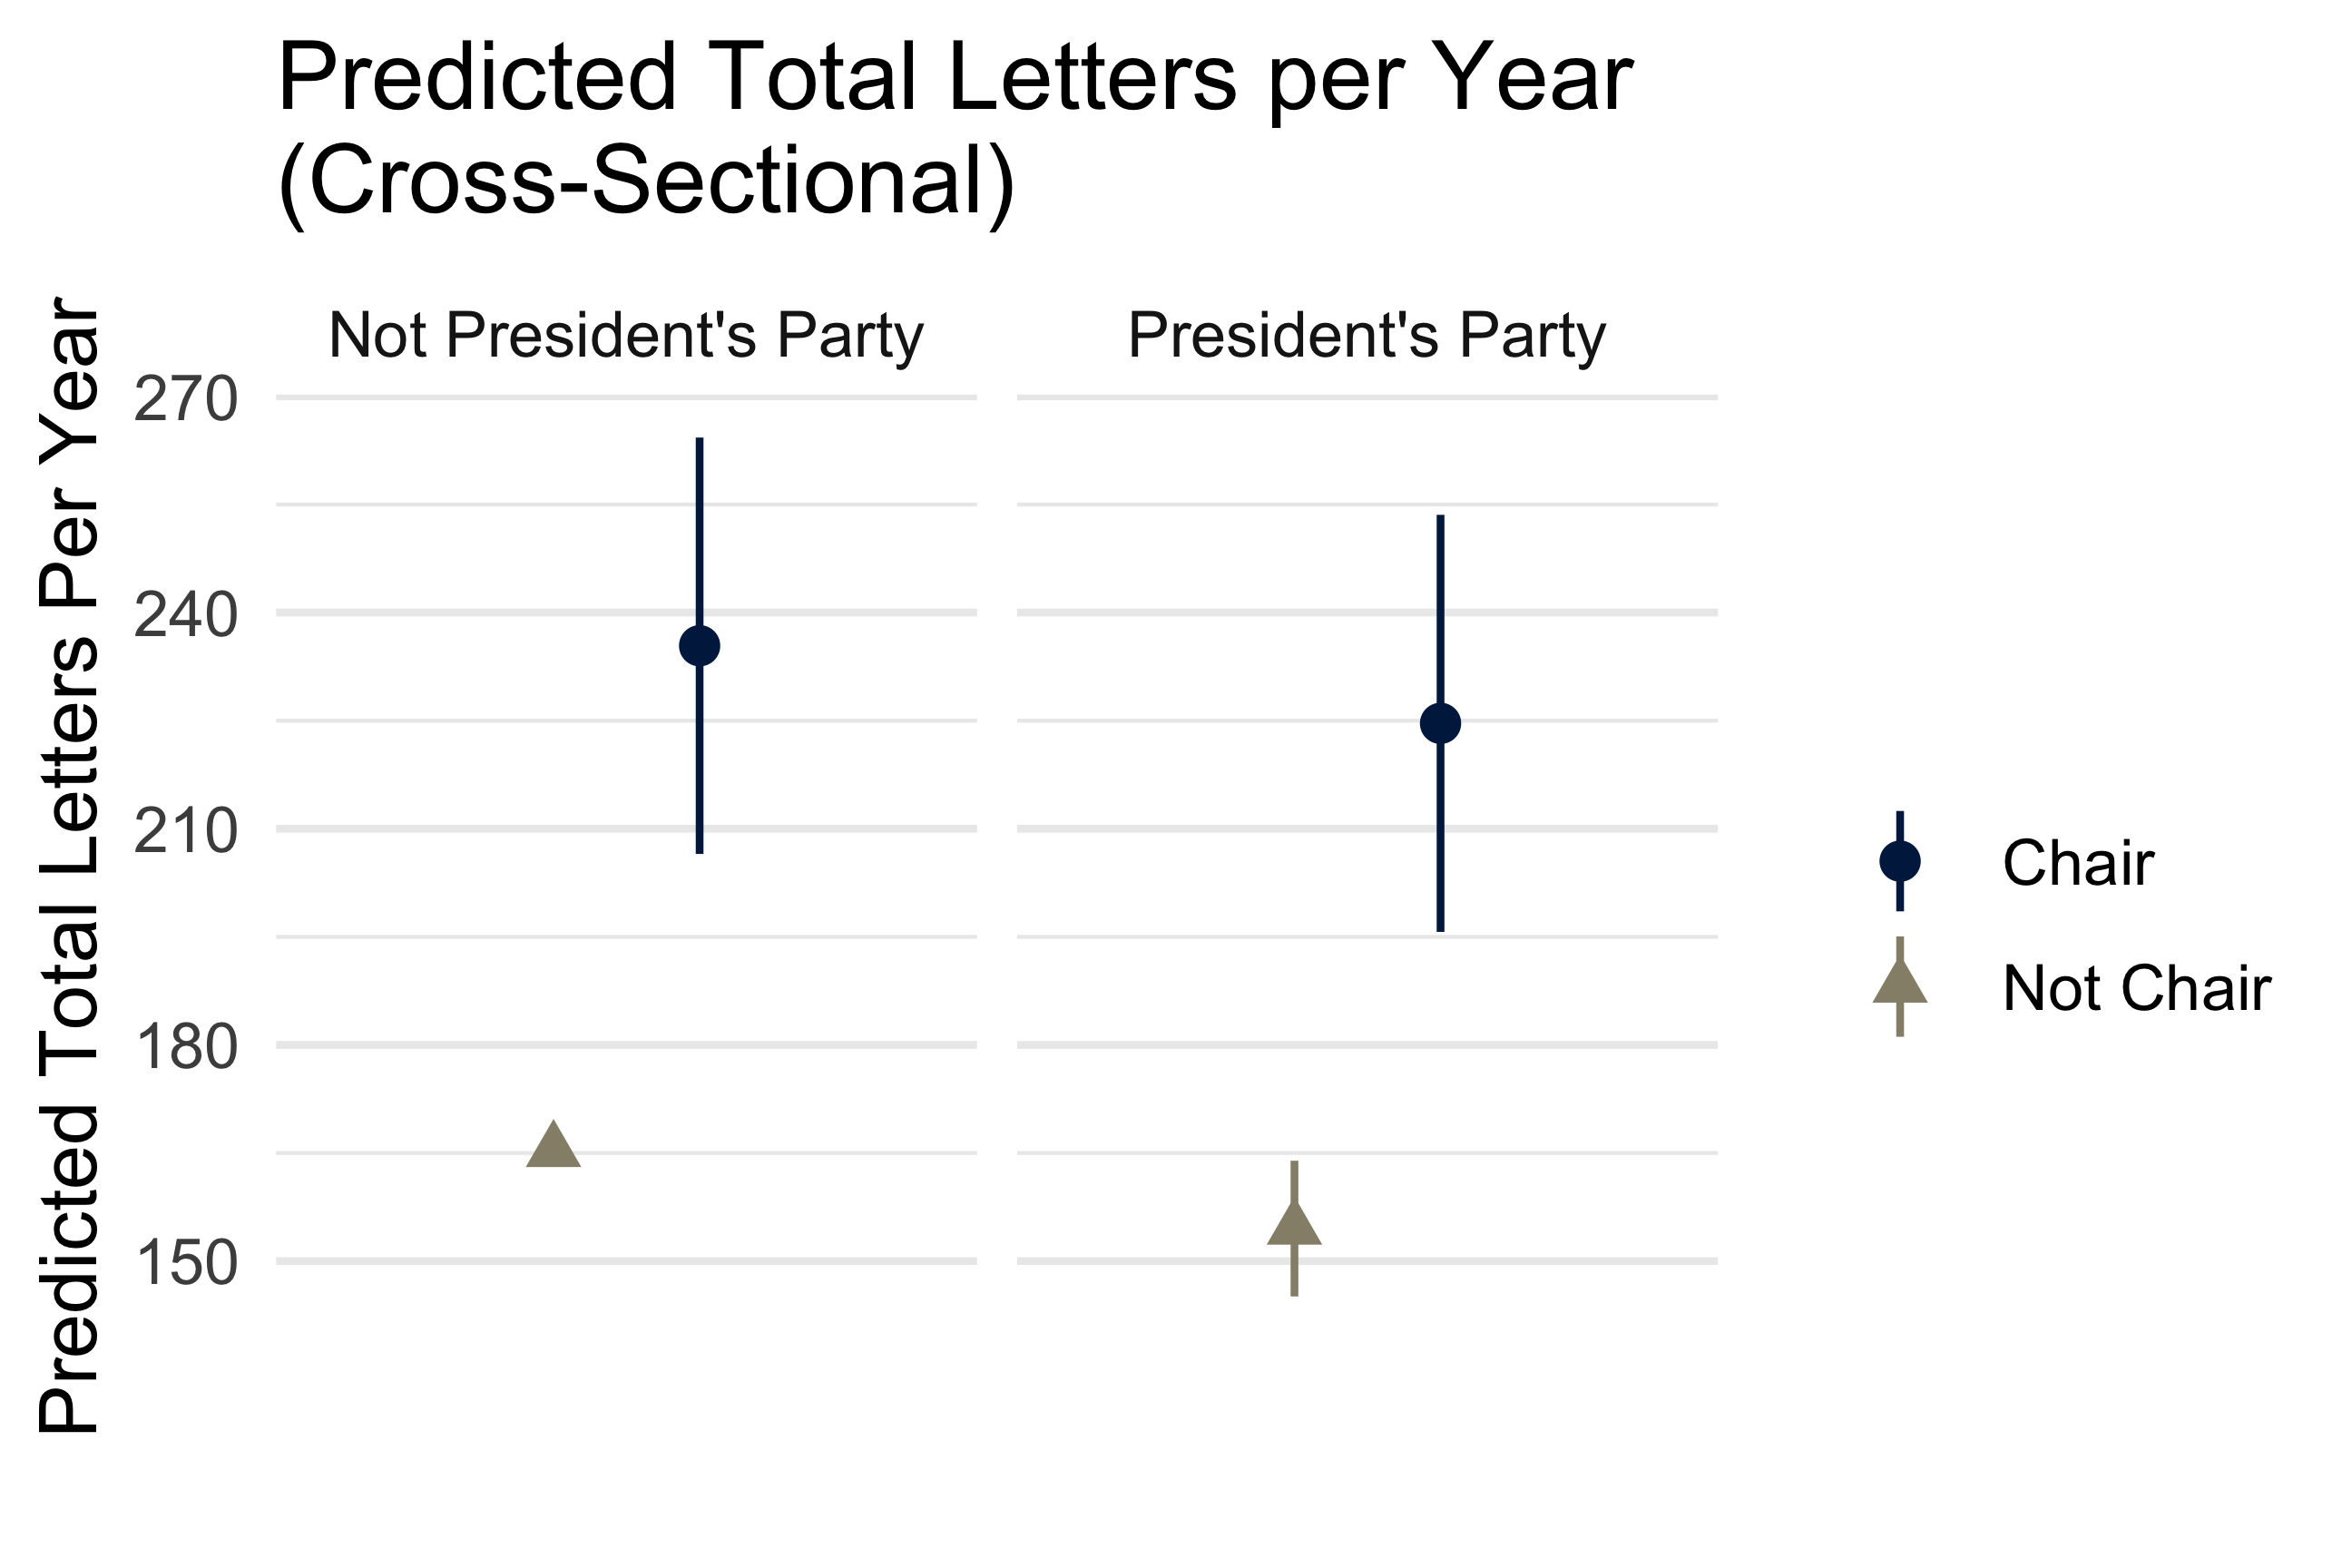 Predicted Total Letters per Year
(Cross-Sectional)
Predicted Total Letters Per Year
Not President's Party
President's Party
270
240
210
180
150
Chair
Not Chair